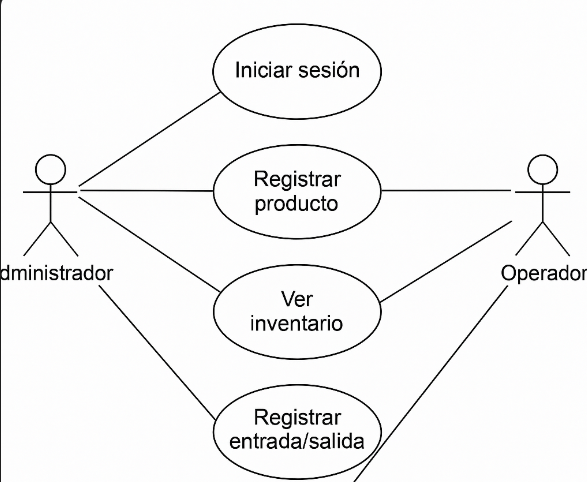 Iniciar sesión
Registrar
producto
Ver
inventario
dministrador
Operador
Registrar
entrada/salida